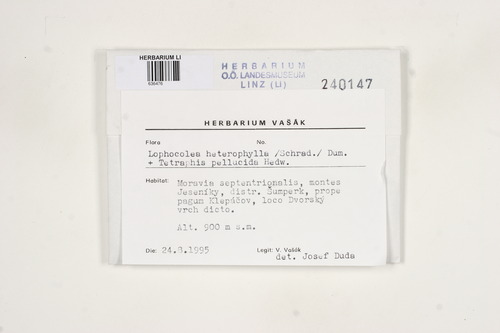 HERBARIUM LI
HERBARIUM
O.Ö. LANDESMUSEUM
LINZ (LI)
240147
HERBARIUM VAŠÁK
Flora No.
Lophocolea heterophylla /Schrad./ Dum.
+ Tetraphis pellucida Hedw.
Habitat: Moravia septentrionalis, montes
Jeseníky, distr. Šumperk, prope
pagum Klepáčov, loco Dvorský
vrch dicto.
Alt. 900 m s.m.
Die: 24.8.1995 Legit: V. Vašák
det. Josef Duda